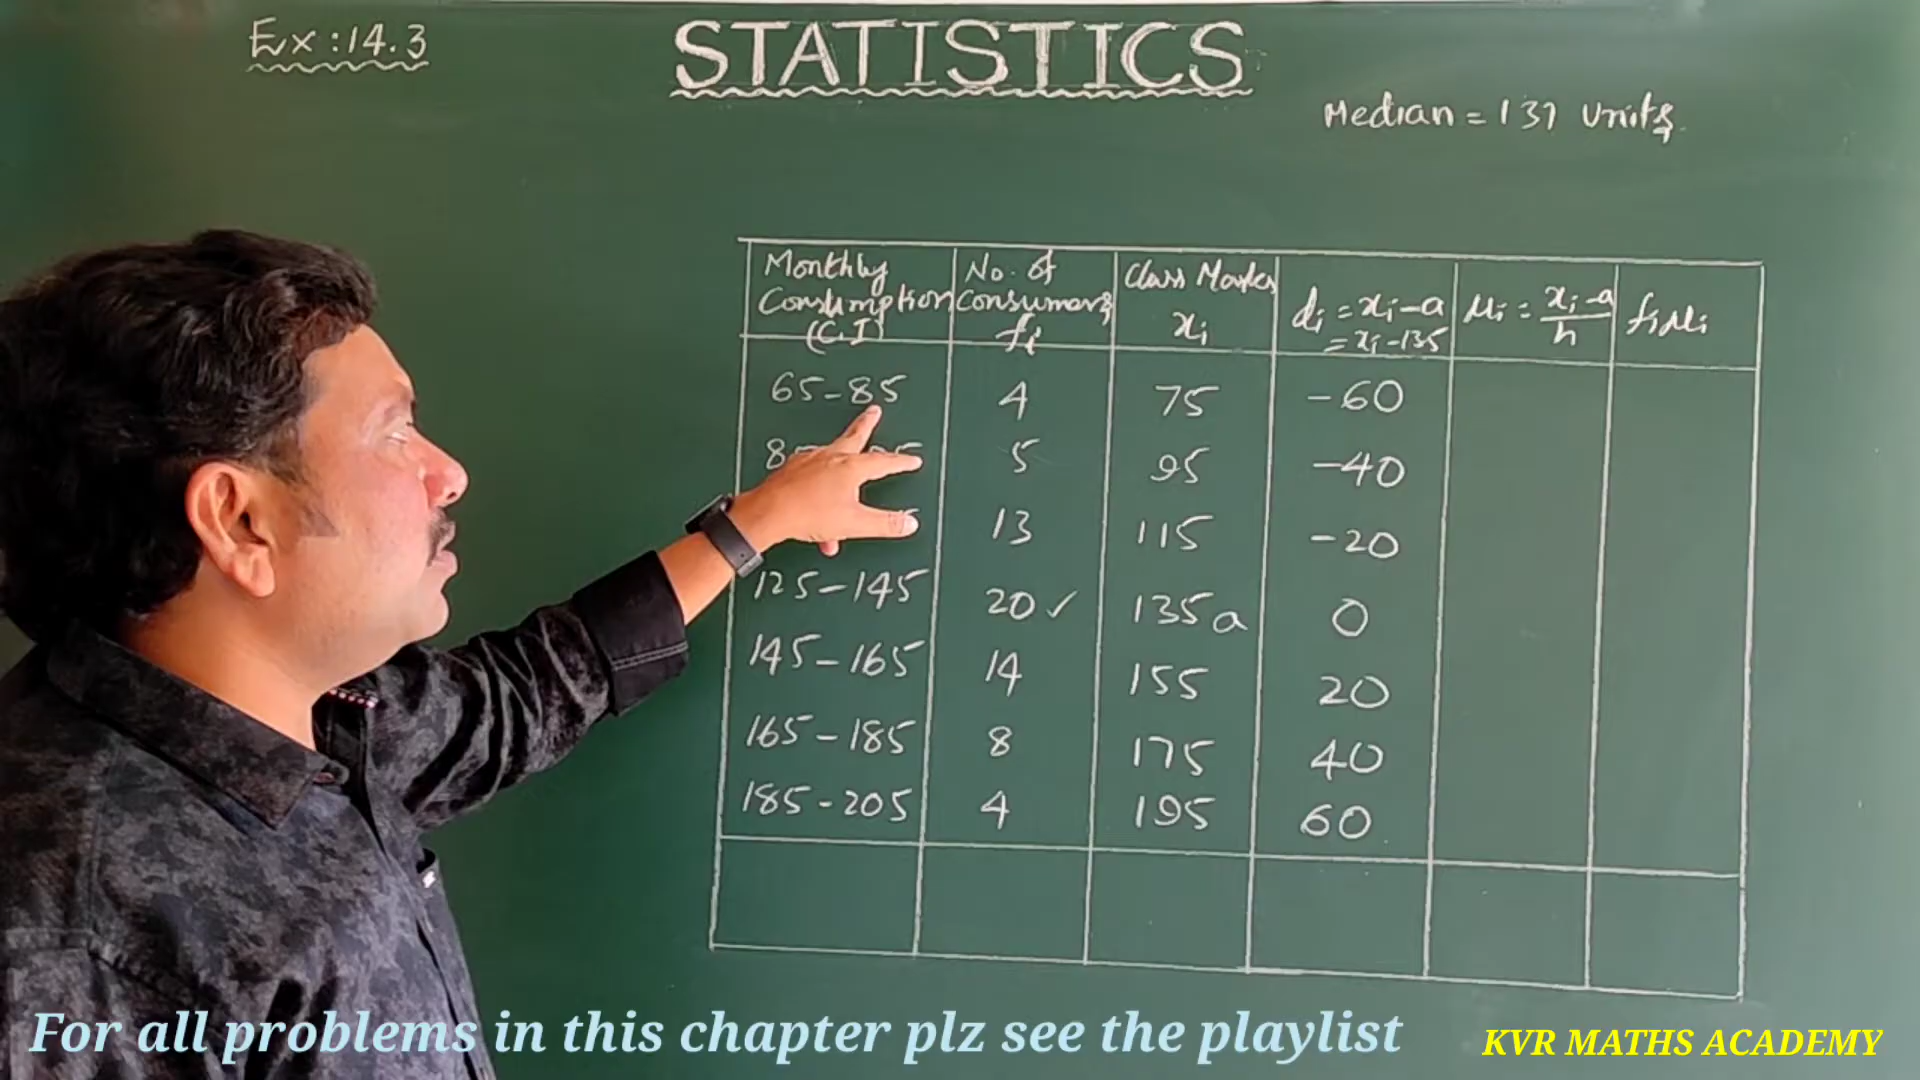 Ex : 14.3
STATISTICS
Median = 137 units
Monthly Consumption (C.I)
No. of Consumers fi
Class Marks xi
di = xi - a
= xi - 135
ui = xi - a / h
fiui
65 - 85 4 75 -60
5 95 -40
13 115 -20
125 - 145 20 ✓ 135 a 0
145 - 165 14 155 20
165 - 185 8 175 40
185 - 205 4 195 60
For all problems in this chapter plz see the playlist
KVR MATHS ACADEMY